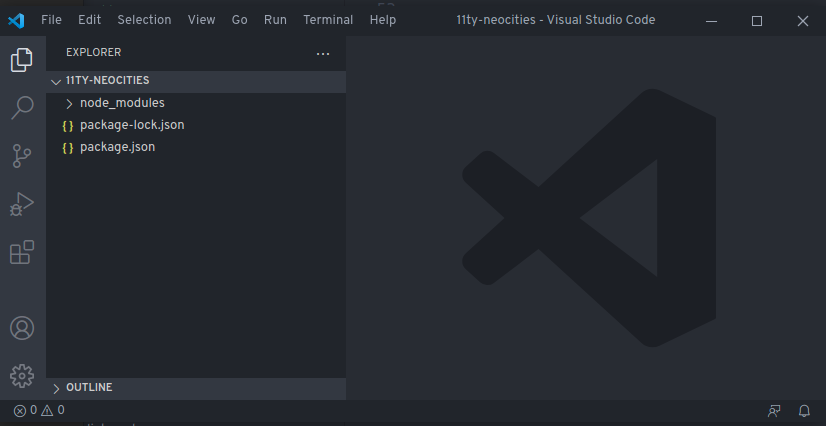 File Edit Selection View Go Run Terminal Help 11ty-neocities - Visual Studio Code
EXPLORER
11TY-NEOCITIES
node_modules
{} package-lock.json
{} package.json
OUTLINE
0 0